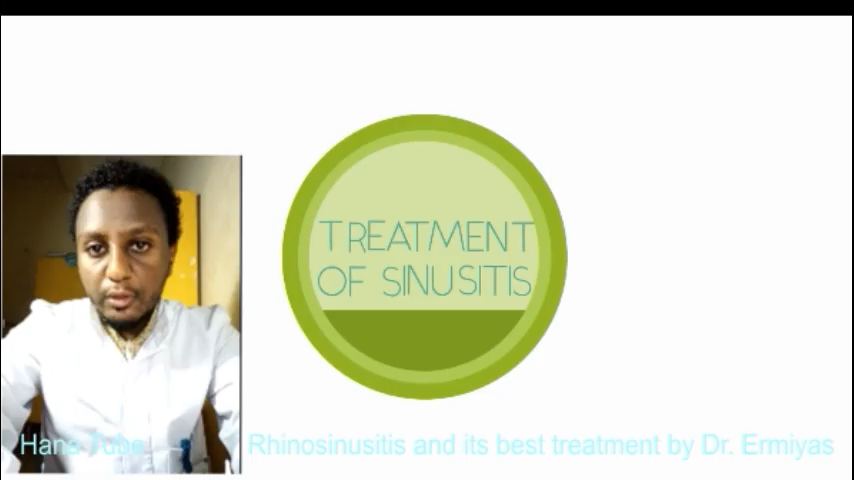 TREATMENT
OF SINUSITIS
Hana Tube
Rhinosinusitis and its best treatment by Dr. Ermiyas